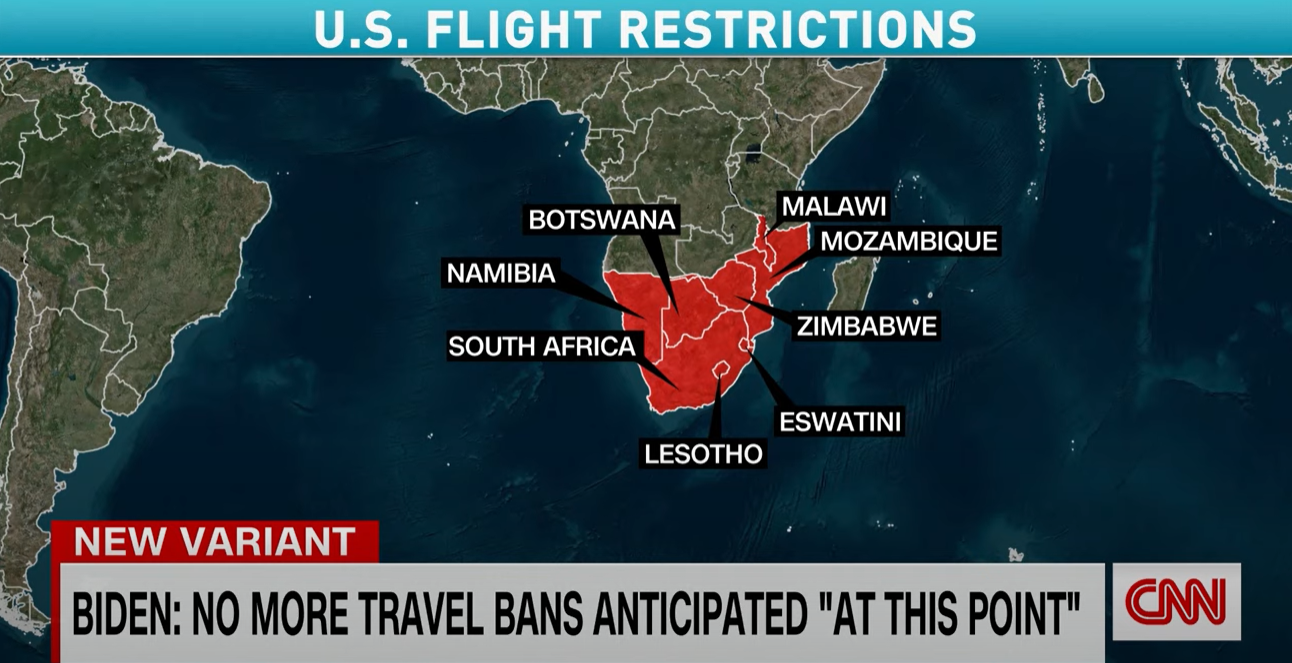 U.S. FLIGHT RESTRICTIONS
MALAWI
BOTSWANA
MOZAMBIQUE
NAMIBIA
ZIMBABWE
SOUTH AFRICA
ESWATINI
LESOTHO
NEW VARIANT
BIDEN: NO MORE TRAVEL BANS ANTICIPATED "AT THIS POINT"
CNN